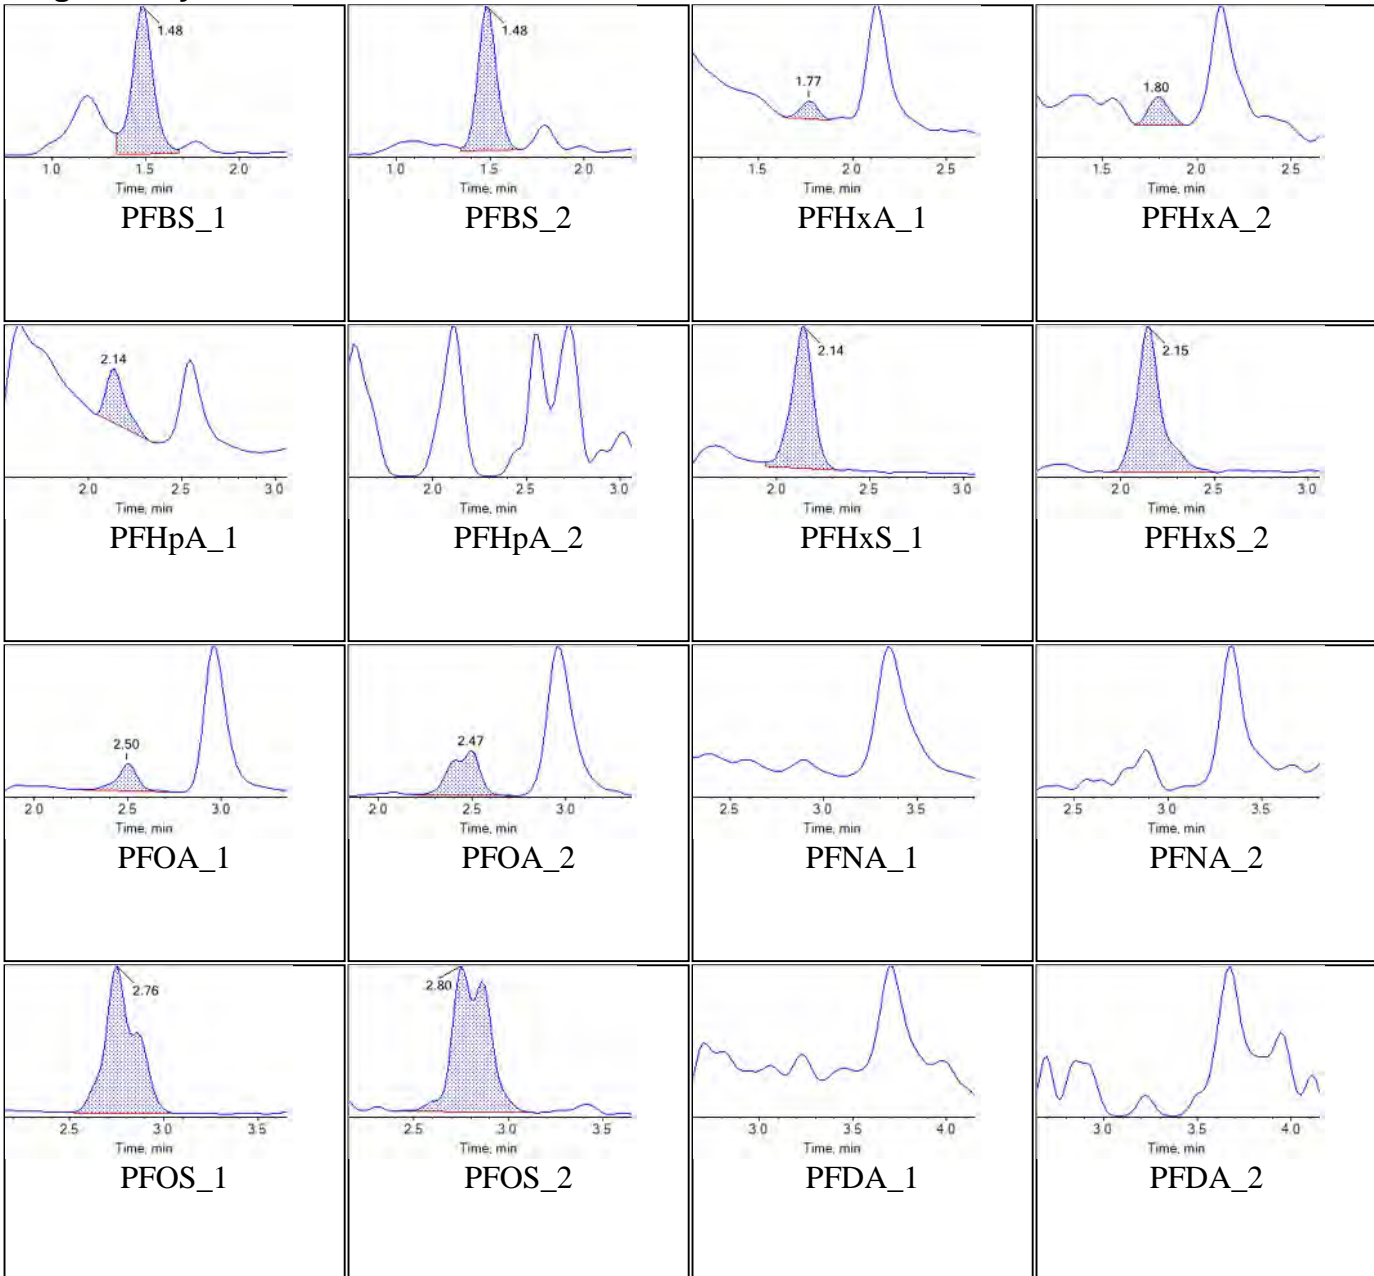 1.48
1.0 1.5 2.0
Time, min
PFBS_1
1.48
1.0 1.5 2.0
Time, min
PFBS_2
1.77
1.5 2.0 2.5
Time, min
PFHxA_1
1.80
1.5 2.0 2.5
Time, min
PFHxA_2
2.14
2.0 2.5 3.0
Time, min
PFHpA_1
2.0 2.5 3.0
Time, min
PFHpA_2
2.14
2.0 2.5 3.0
Time, min
PFHxS_1
2.15
2.0 2.5 3.0
Time, min
PFHxS_2
2.50
2.0 2.5 3.0
Time, min
PFOA_1
2.47
2.0 2.5 3.0
Time, min
PFOA_2
2.5 3.0 3.5
Time, min
PFNA_1
2.5 3.0 3.5
Time, min
PFNA_2
2.76
2.5 3.0 3.5
Time, min
PFOS_1
2.80
2.5 3.0 3.5
Time, min
PFOS_2
3.0 3.5 4.0
Time, min
PFDA_1
3.0 3.5 4.0
Time, min
PFDA_2